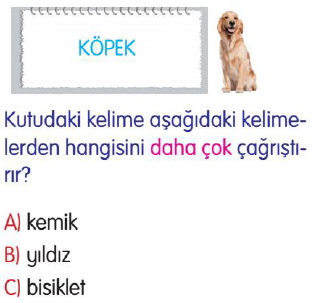 KÖPEK
Kutudaki kelime aşağıdaki kelime-
lerden hangisini daha çok çağrıştı-
rır?
A) kemik
B) yıldız
C) bisiklet